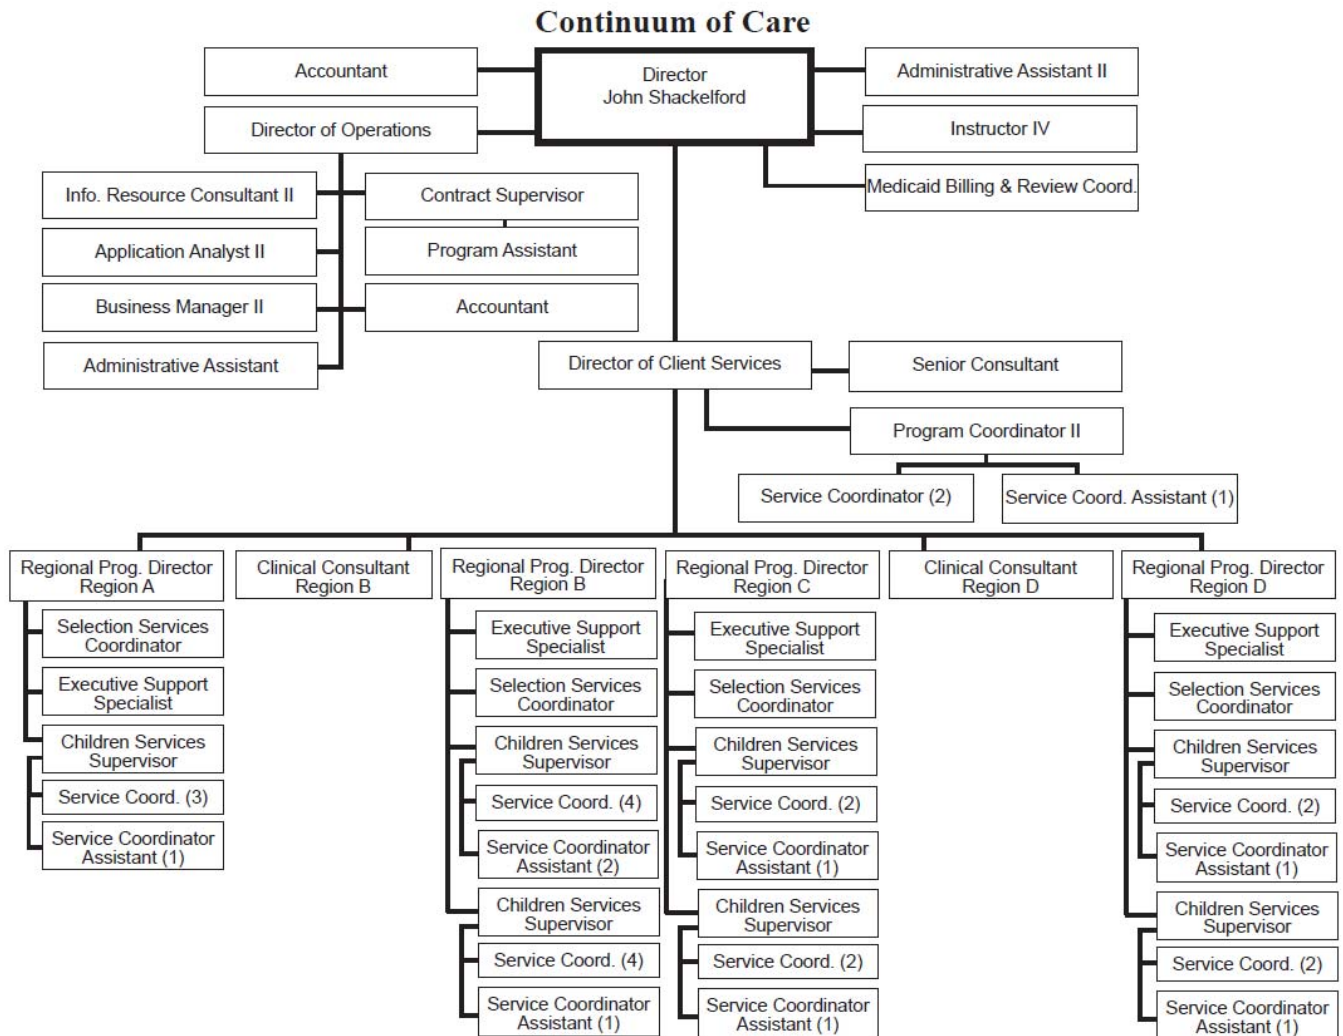 Continuum of Care
Accountant
Director
John Shackelford
Administrative Assistant II
Director of Operations
Instructor IV
Medicaid Billing & Review Coord.
Info. Resource Consultant II
Contract Supervisor
Application Analyst II
Program Assistant
Business Manager II
Accountant
Administrative Assistant
Director of Client Services
Senior Consultant
Program Coordinator II
Service Coordinator (2)
Service Coord. Assistant (1)
Regional Prog. Director
Region A
Selection Services
Coordinator
Executive Support
Specialist
Children Services
Supervisor
Service Coord. (3)
Service Coordinator
Assistant (1)
Clinical Consultant
Region B
Regional Prog. Director
Region B
Executive Support
Specialist
Selection Services
Coordinator
Children Services
Supervisor
Service Coord. (4)
Service Coordinator
Assistant (2)
Children Services
Supervisor
Service Coord. (4)
Service Coordinator
Assistant (1)
Regional Prog. Director
Region C
Executive Support
Specialist
Selection Services
Coordinator
Children Services
Supervisor
Service Coord. (2)
Service Coordinator
Assistant (1)
Children Services
Supervisor
Service Coord. (2)
Service Coordinator
Assistant (1)
Clinical Consultant
Region D
Regional Prog. Director
Region D
Executive Support
Specialist
Selection Services
Coordinator
Children Services
Supervisor
Service Coord. (2)
Service Coordinator
Assistant (1)
Children Services
Supervisor
Service Coord. (2)
Service Coordinator
Assistant (1)